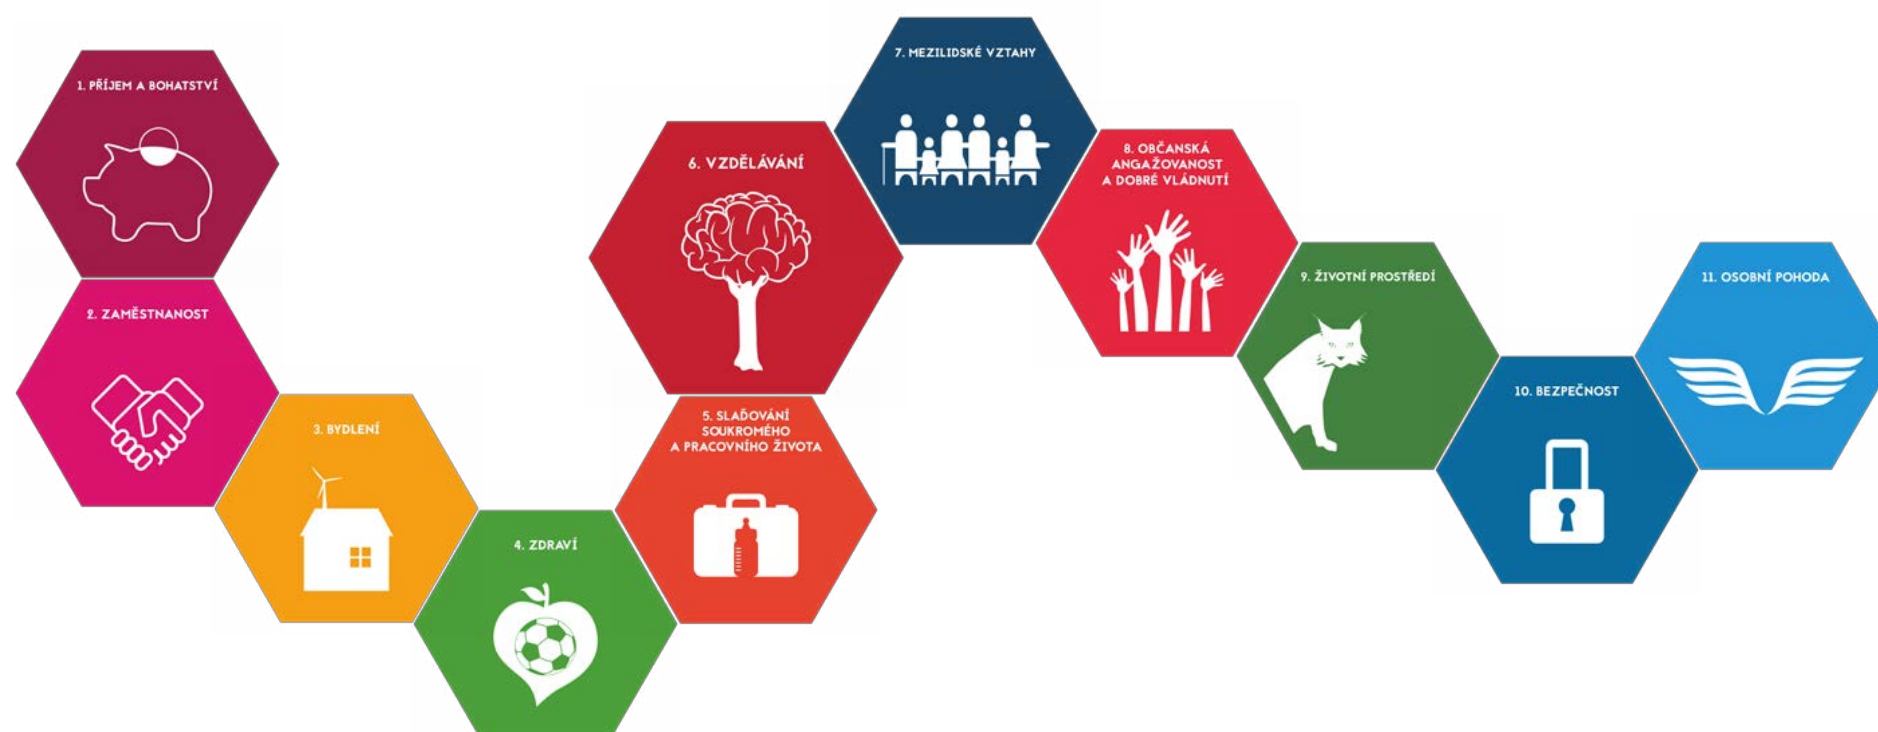 1. PŘÍJEM A BOHATSTVÍ
2. ZAMĚSTNANOST
3. BYDLENÍ
4. ZDRAVÍ
5. SLAĎOVÁNÍ
SOUKROMÉHO
A PRACOVNÍHO ŽIVOTA
6. VZDĚLÁVÁNÍ
7. MEZILIDSKÉ VZTAHY
8. OBČANSKÁ
ANGAŽOVANOST
A DOBRÉ VLÁDNUTÍ
9. ŽIVOTNÍ PROSTŘEDÍ
10. BEZPEČNOST
11. OSOBNÍ POHODA